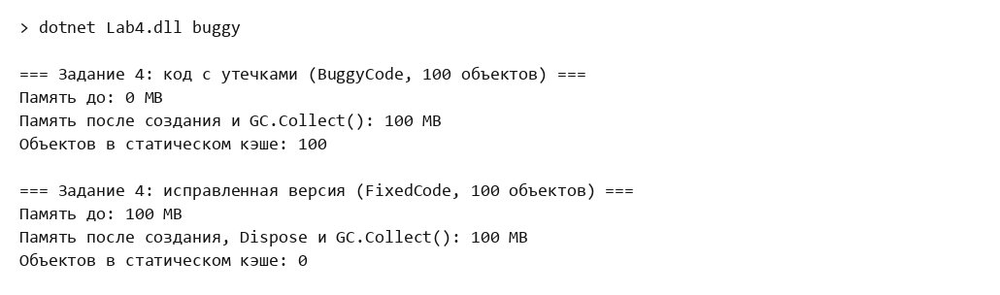 > dotnet Lab4.dll buggy
=== Задание 4: код с утечками (BuggyCode, 100 объектов) ===
Память до: 0 MB
Память после создания и GC.Collect(): 100 MB
Объектов в статическом кэше: 100
=== Задание 4: исправленная версия (FixedCode, 100 объектов) ===
Память до: 100 MB
Память после создания, Dispose и GC.Collect(): 100 MB
Объектов в статическом кэше: 0